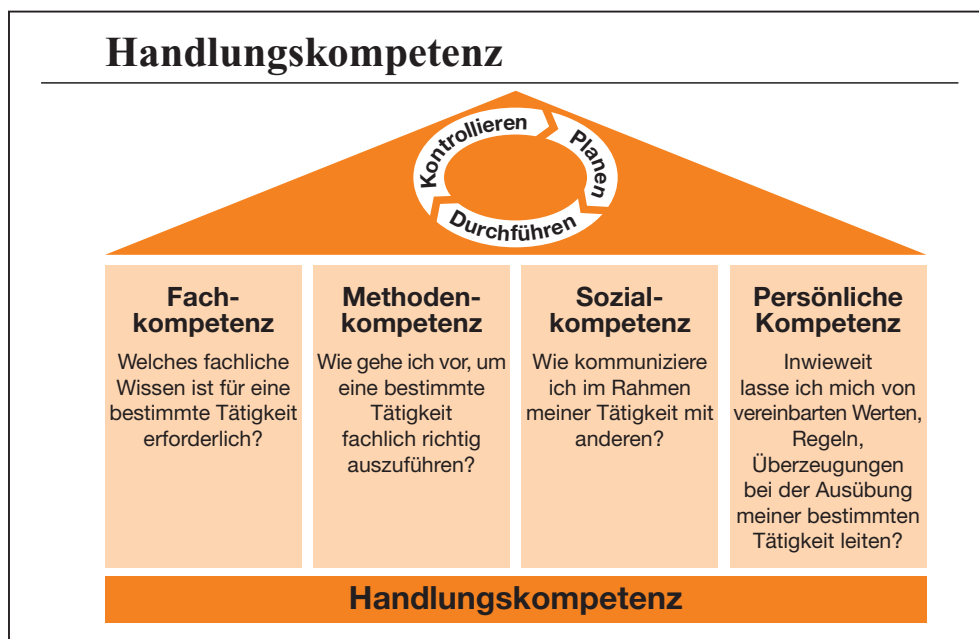 Handlungskompetenz
Kontrollieren
Planen
Durchführen
Fach-
kompetenz
Welches fachliche
Wissen ist für eine
bestimmte Tätigkeit
erforderlich?
Methoden-
kompetenz
Wie gehe ich vor, um
eine bestimmte
Tätigkeit
fachlich richtig
auszuführen?
Sozial-
kompetenz
Wie kommuniziere
ich im Rahmen
meiner Tätigkeit mit
anderen?
Persönliche
Kompetenz
Inwieweit
lasse ich mich von
vereinbarten Werten,
Regeln,
Überzeugungen
bei der Ausübung
meiner bestimmten
Tätigkeit leiten?
Handlungskompetenz